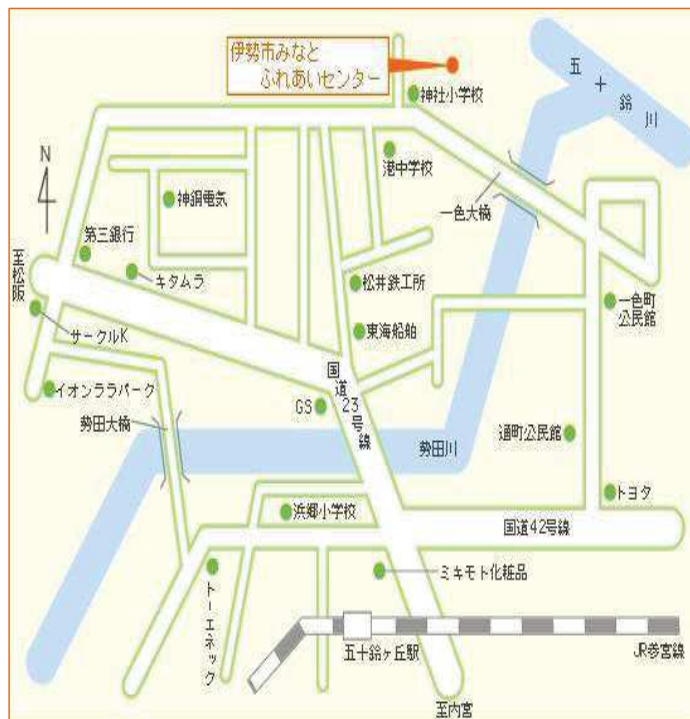 伊勢市みなと
ふれあいセンター
五十鈴川
神社小学校
N
港中学校
一色大橋
神鋼電気
第三銀行
至松阪
キタムラ
松井鉄工所
一色町
公民館
サークルK
東海船舶
国道23号線
イオンララパーク
GS
勢田大橋
勢田川
通町公民館
トヨタ
浜郷小学校
国道42号線
トーエネック
ミキモト化粧品
五十鈴ヶ丘駅
JR参宮線
至内宮